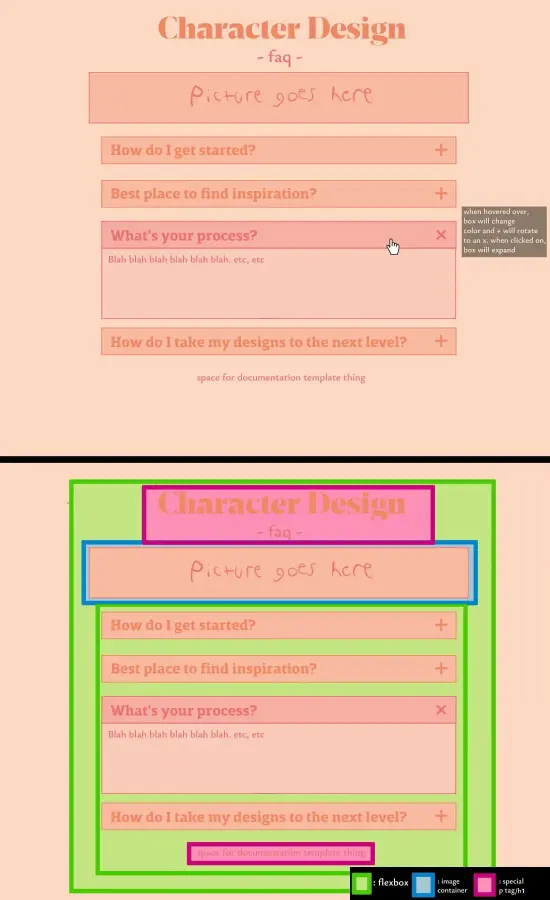 Character Design
- faq -
Picture goes here
How do I get started? +
Best place to find inspiration? +
when hovered over,
box will change
color and + will rotate
to an x. when clicked on,
box will expand
What's your process? ×
Blah blah blah blah blah blah. etc, etc
How do I take my designs to the next level? +
space for documentation template thing
Character Design
- faq -
Picture goes here
How do I get started? +
Best place to find inspiration? +
What's your process? ×
Blah blah blah blah blah blah. etc, etc
How do I take my designs to the next level? +
space for documentation template thing
: flexbox
: image
container
: special
p tag/h1